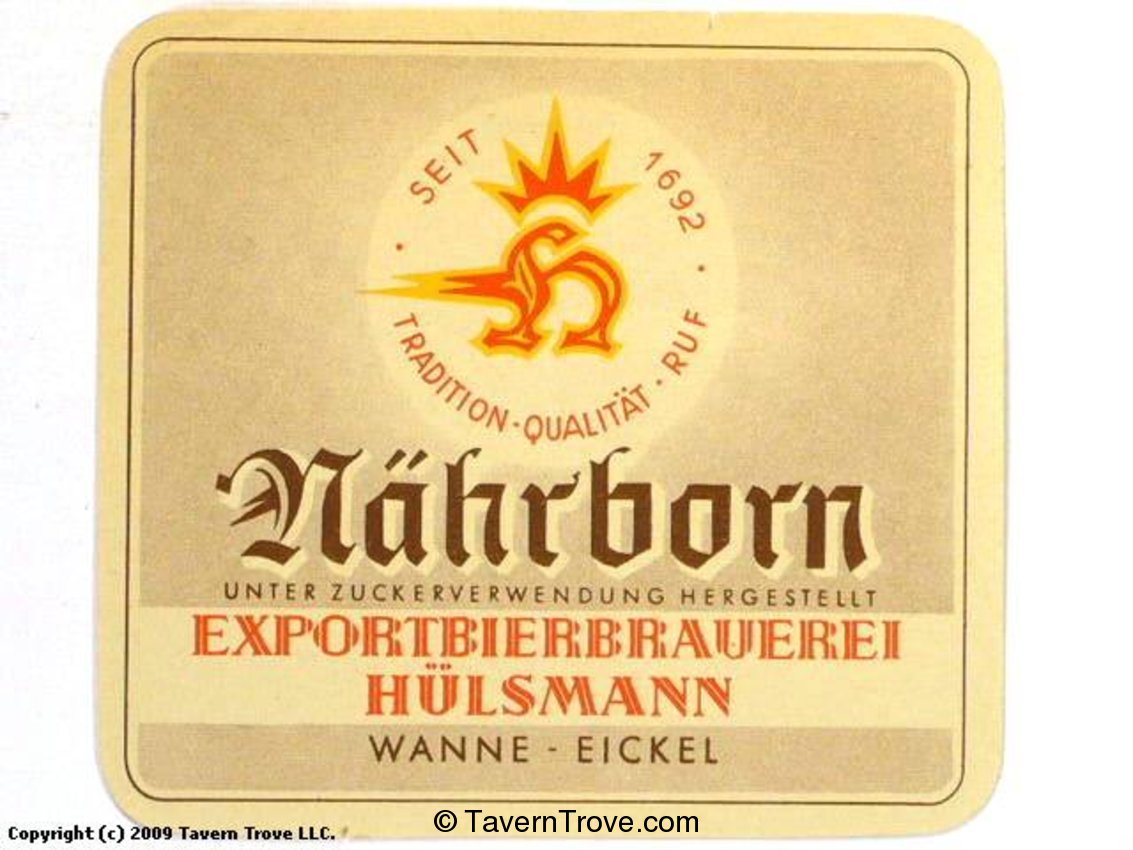 SEIT 1692
H
TRADITION · QUALITÄT · RUF
Nährborn
UNTER ZUCKERVERWENDUNG HERGESTELLT
EXPORTBIERBRAUEREI
HÜLSMANN
WANNE - EICKEL
© TavernTrove.com
Copyright (c) 2009 Tavern Trove LLC.